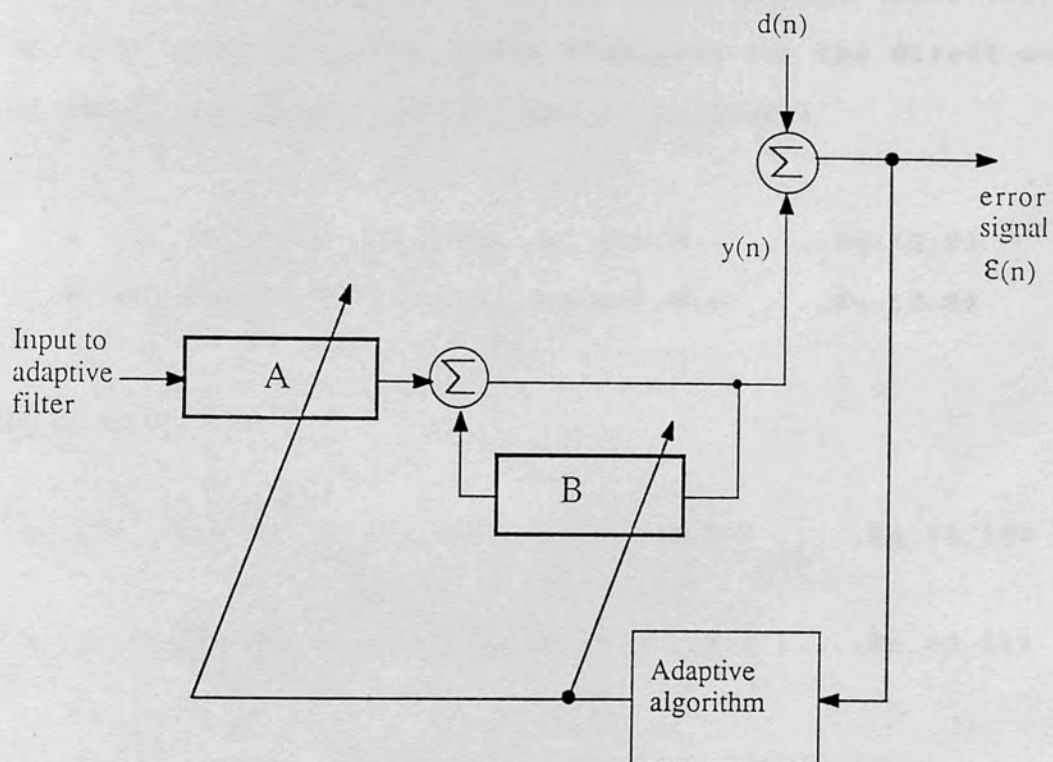 d(n)
Σ
error
signal
y(n)
Ɛ(n)
Input to
adaptive
filter
A
Σ
B
Adaptive
algorithm